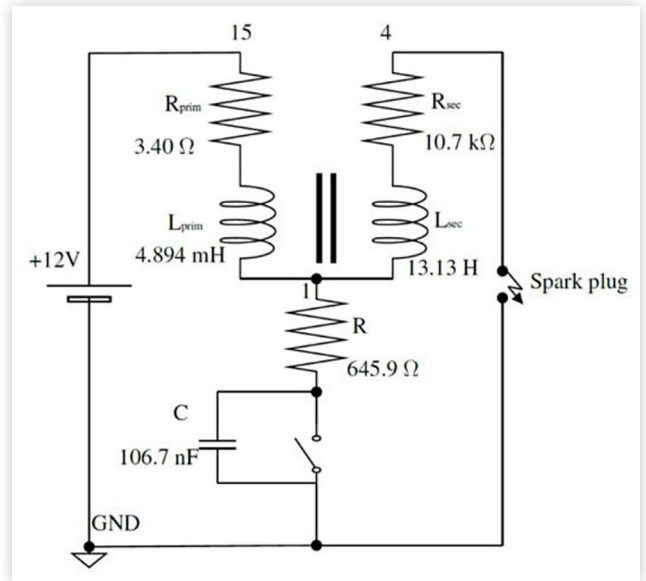 15
4
Rprim
3.40 Ω
Rsec
10.7 kΩ
Lprim
4.894 mH
Lsec
13.13 H
+12V
1
Spark plug
R
645.9 Ω
C
106.7 nF
GND